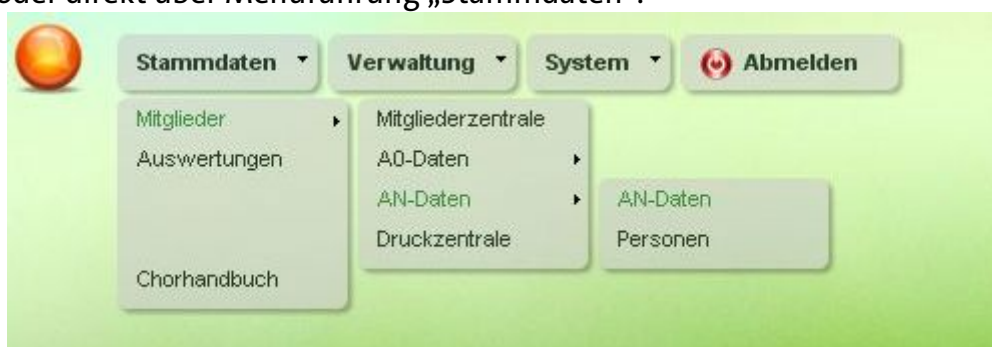 oder direkt über Menüführung „Stammdaten“.
Stammdaten Verwaltung System Abmelden
Mitglieder Mitgliederzentrale
Auswertungen A0-Daten
AN-Daten AN-Daten
Druckzentrale Personen
Chorhandbuch